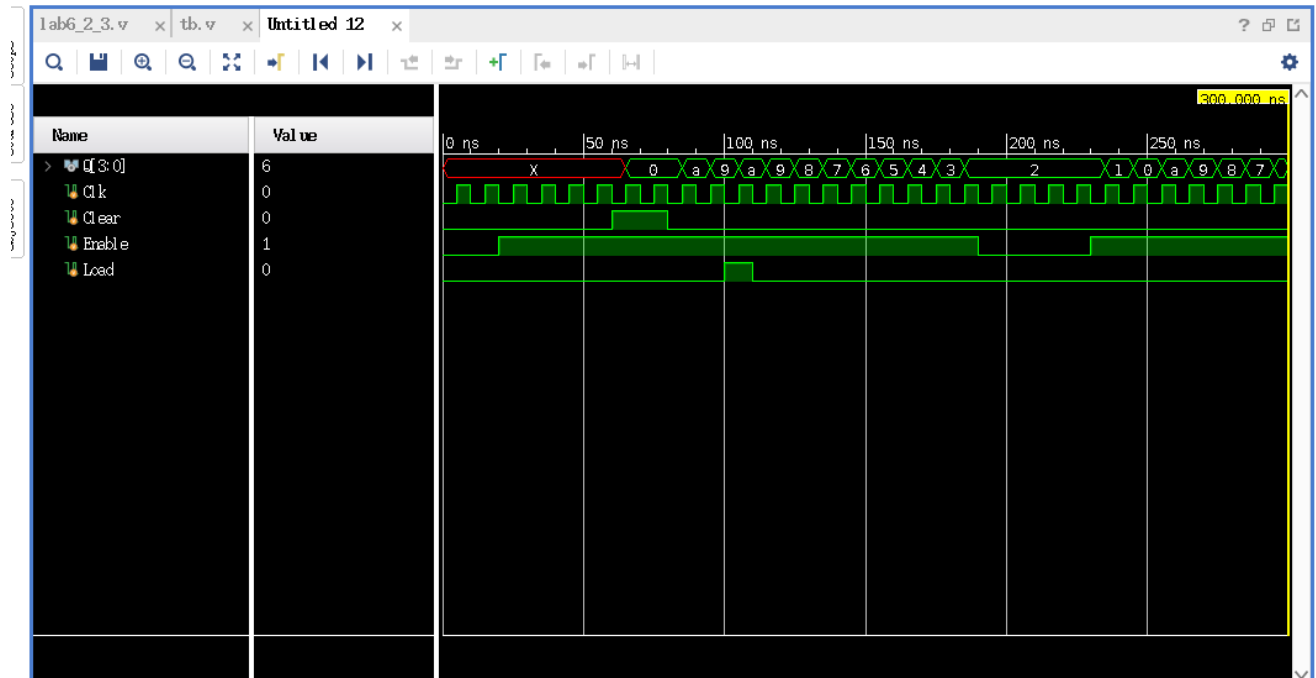 lab6_2_3.v × tb.v × Untitled 12 × ?
300.000 ns
Name Value
0 ns 50 ns 100 ns 150 ns 200 ns 250 ns
Q[3:0] 6 X 0 a 9 a 9 8 7 6 5 4 3 2 1 0 a 9 8 7
Clk 0
Clear 0
Enable 1
Load 0